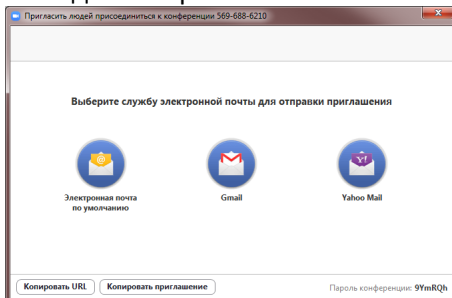 Пригласить людей присоединиться к конференции 569-688-6210
Выберите службу электронной почты для отправки приглашения
Электронная почта
по умолчанию
Gmail
Yahoo Mail
Копировать URL
Копировать приглашение
Пароль конференции: 9YmRQh